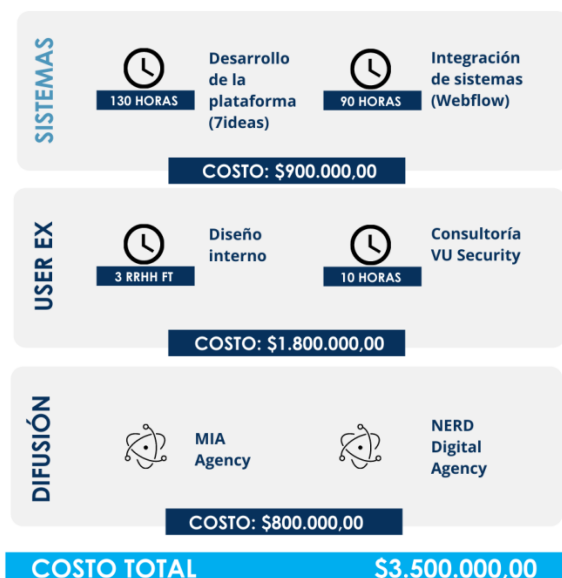 SISTEMAS
130 HORAS
Desarrollo
de la
plataforma
(7ideas)
90 HORAS
Integración
de sistemas
(Webflow)
COSTO: $900.000,00
USER EX
3 RRHH FT
Diseño
interno
10 HORAS
Consultoría
VU Security
COSTO: $1.800.000,00
DIFUSIÓN
MIA
Agency
NERD
Digital
Agency
COSTO: $800.000,00
COSTO TOTAL $3.500.000,00